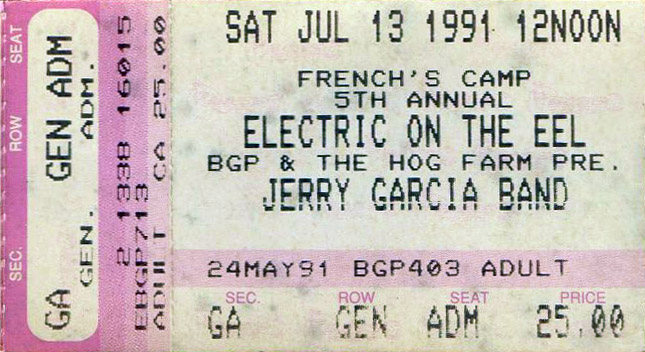 SEC. ROW SEAT
GA GEN. ADM.
GEN ADM
2 1338 16015
EBGP713
ADULT CA 25.00
SAT JUL 13 1991 12NOON
FRENCH'S CAMP
5TH ANNUAL
ELECTRIC ON THE EEL
BGP & THE HOG FARM PRE.
JERRY GARCIA BAND
24MAY91 BGP403 ADULT
SEC. ROW SEAT PRICE
GA GEN ADM 25.00